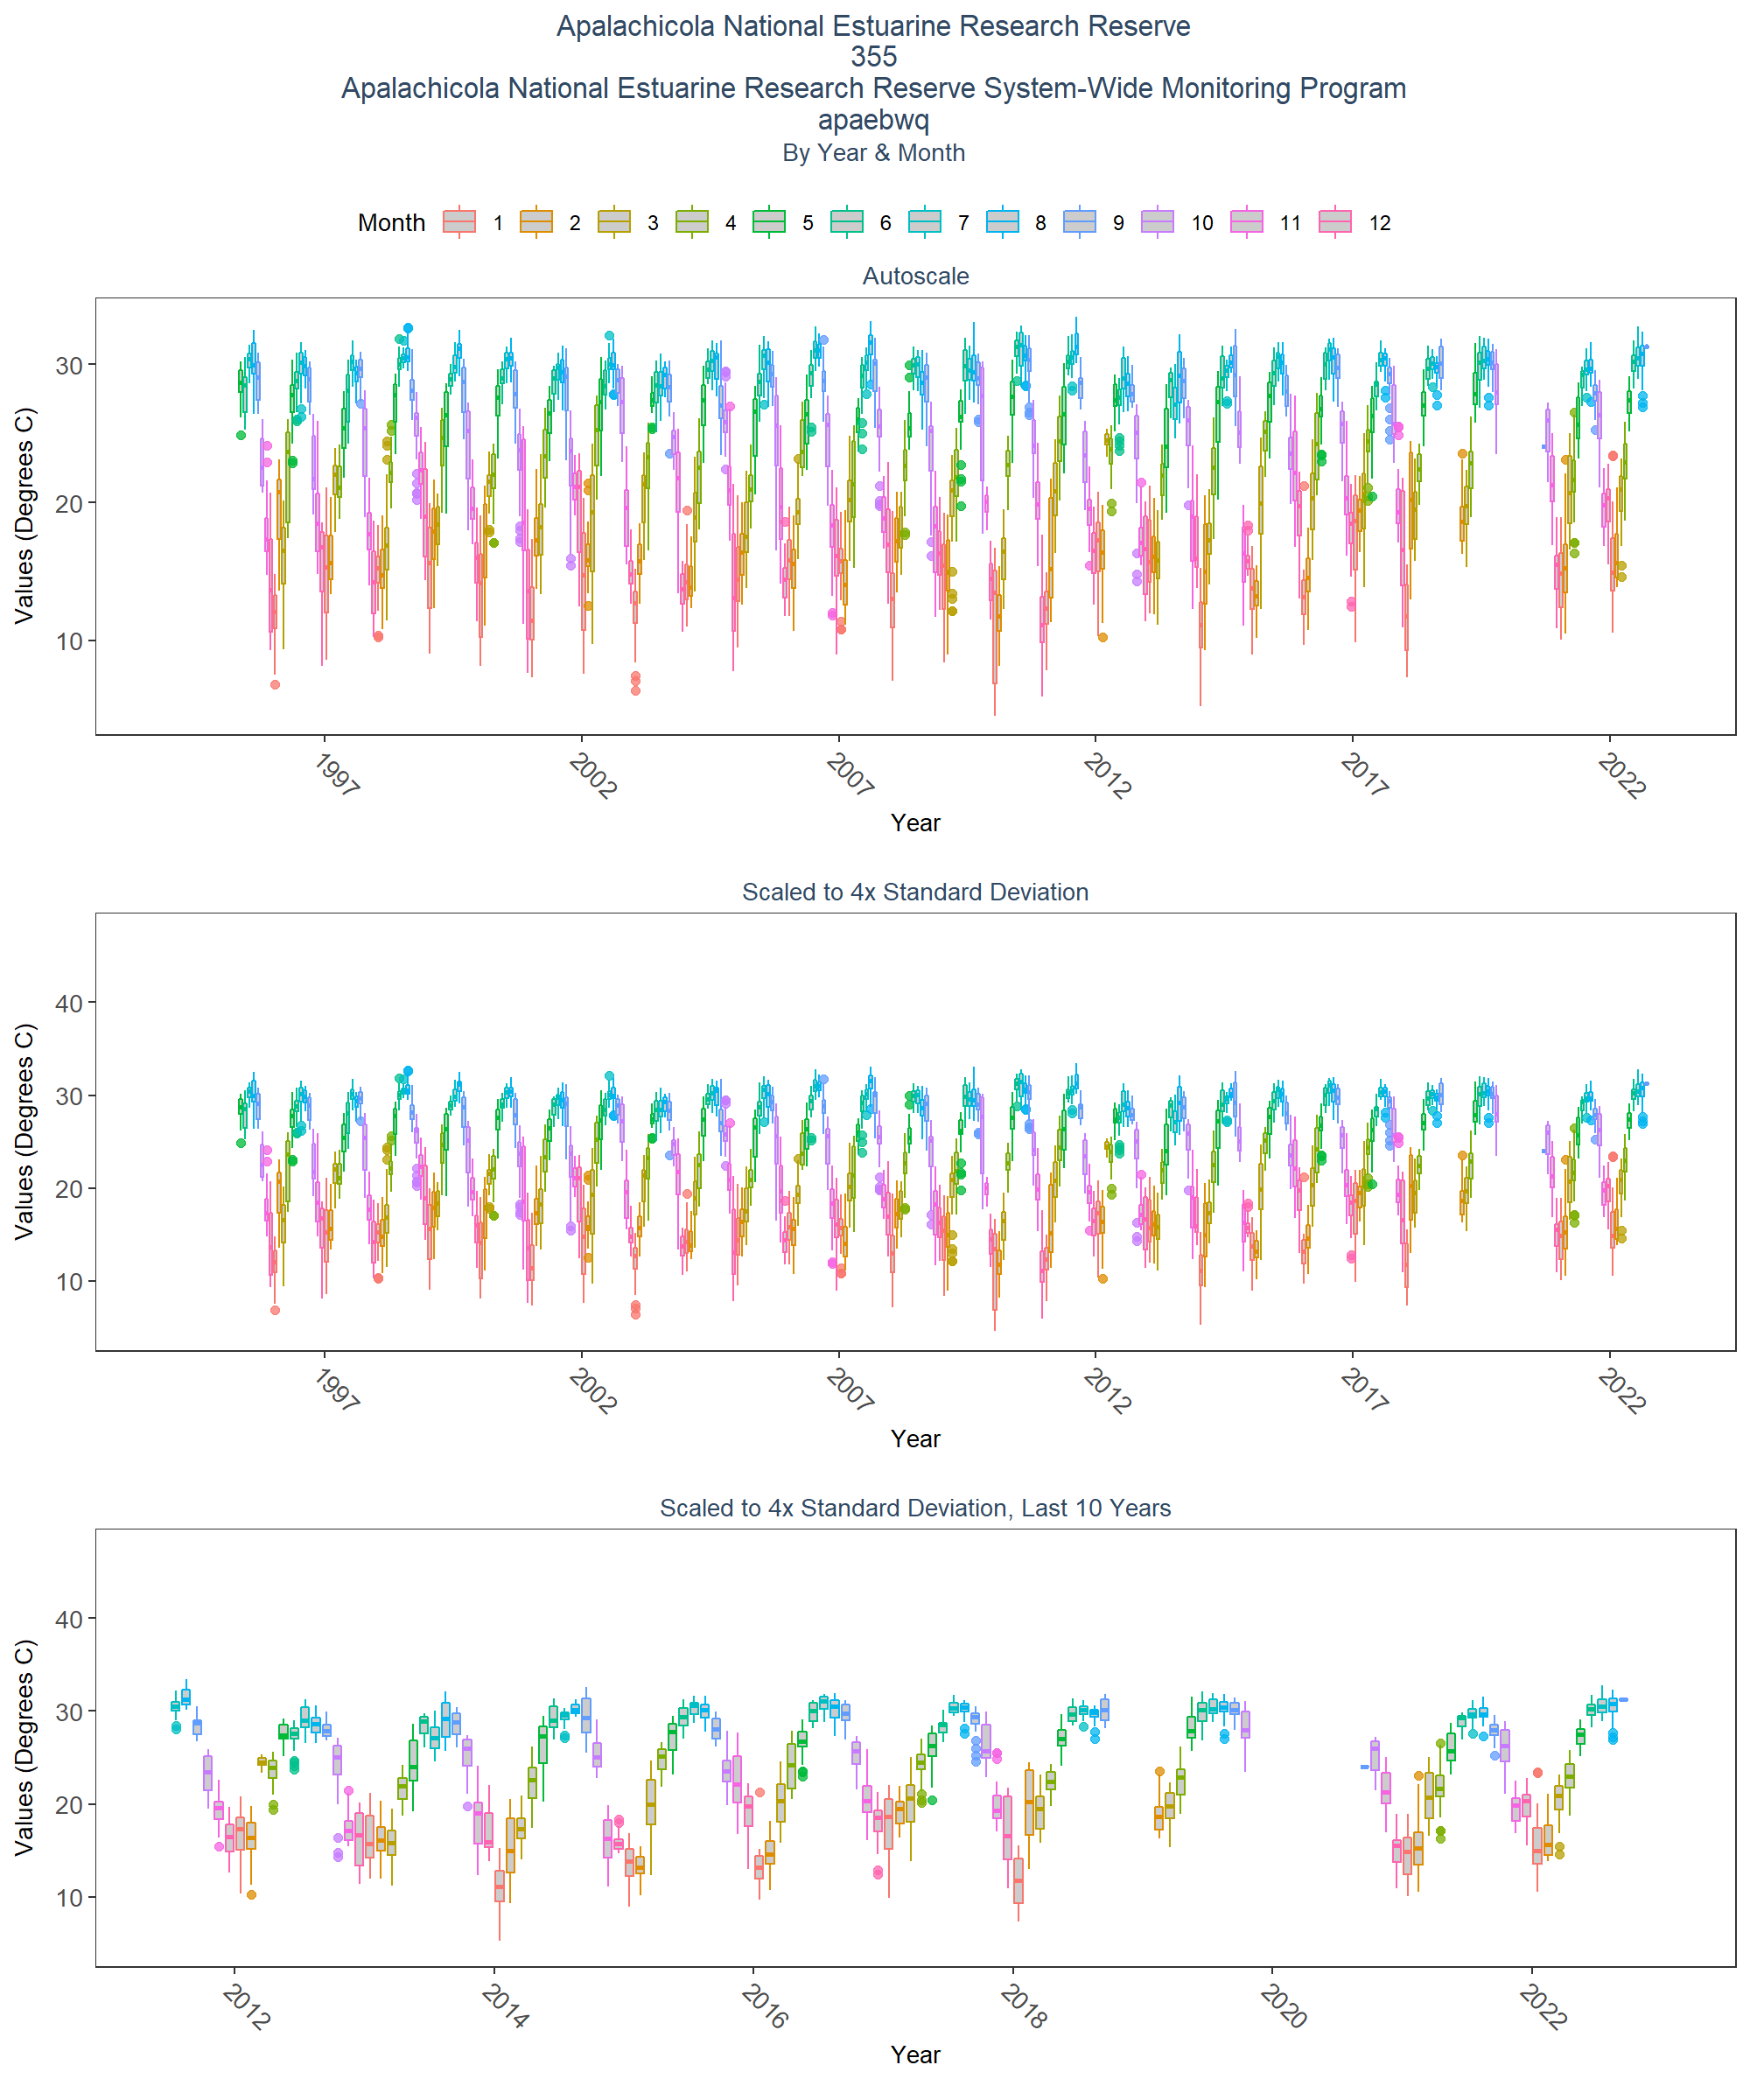 Apalachicola National Estuarine Research Reserve
355
Apalachicola National Estuarine Research Reserve System-Wide Monitoring Program
apaebwq
By Year & Month
Month 1 2 3 4 5 6 7 8 9 10 11 12
Autoscale
Values (Degrees C)
30
20
10
1997 2002 2007 2012 2017 2022
Year
Scaled to 4x Standard Deviation
Values (Degrees C)
40
30
20
10
1997 2002 2007 2012 2017 2022
Year
Scaled to 4x Standard Deviation, Last 10 Years
Values (Degrees C)
40
30
20
10
2012 2014 2016 2018 2020 2022
Year